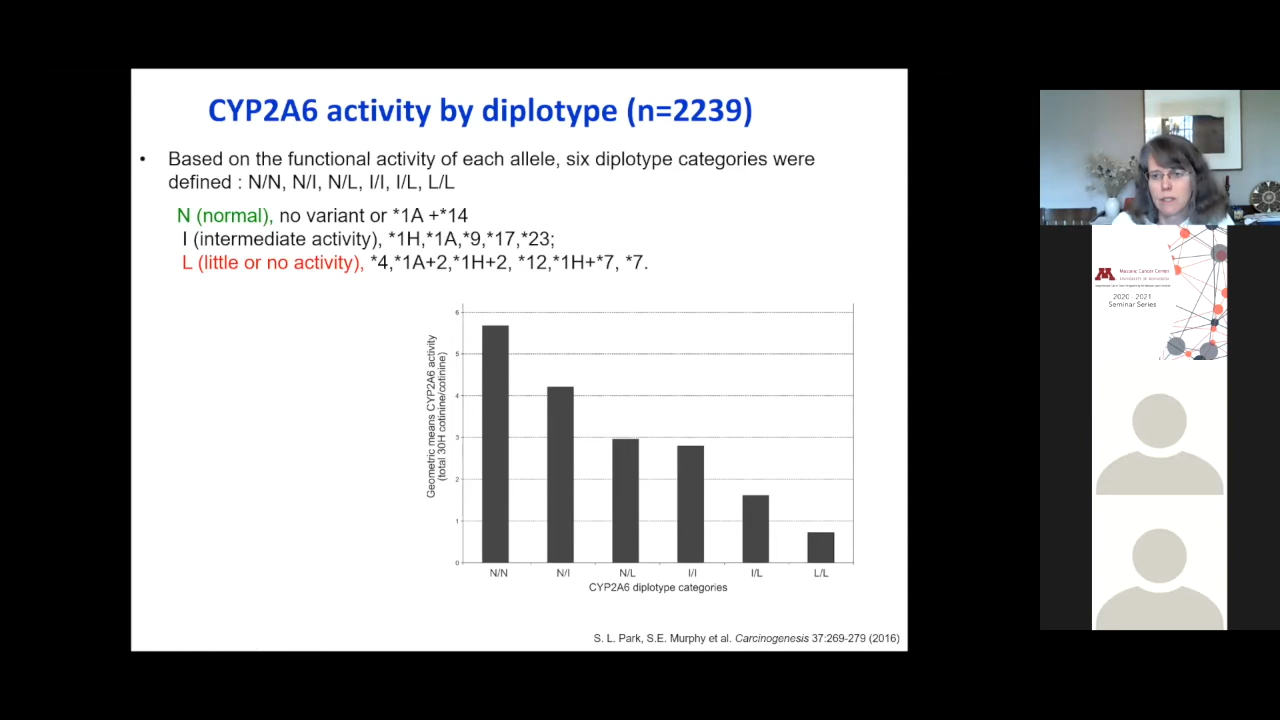 CYP2A6 activity by diplotype (n=2239)
• Based on the functional activity of each allele, six diplotype categories were
defined : N/N, N/I, N/L, I/I, I/L, L/L
N (normal), no variant or *1A +*14
I (intermediate activity), *1H,*1A,*9,*17,*23;
L (little or no activity), *4,*1A+2,*1H+2, *12,*1H+*7, *7.
Geometric means CYP2A6 activity
(total 3OH cotinine/cotinine)
6
5
4
3
2
1
0
N/N N/I N/L I/I I/L L/L
CYP2A6 diplotype categories
S. L. Park, S.E. Murphy et al. Carcinogenesis 37:269-279 (2016)
M
Masonic Cancer Center
UNIVERSITY OF MINNESOTA
2020 - 2021
Seminar Series